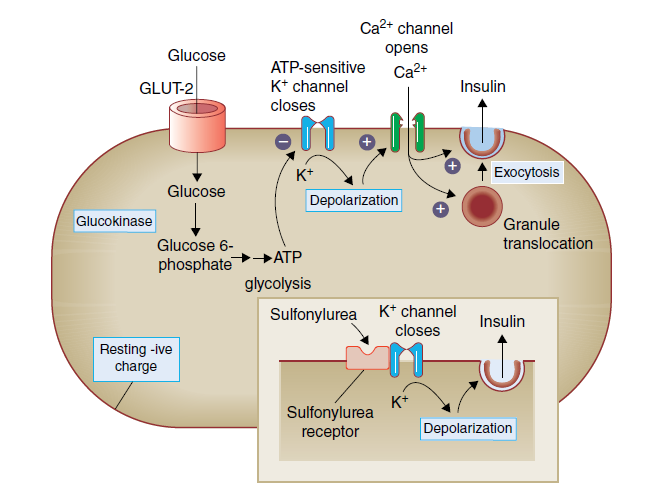 Glucose
GLUT-2
ATP-sensitive
K+ channel
closes
Ca2+ channel
opens
Ca2+
Insulin
−
+
+
+
K+
Depolarization
Exocytosis
Granule
translocation
Glucose
Glucokinase
Glucose 6-
phosphate
ATP
glycolysis
Resting -ive
charge
Sulfonylurea
K+ channel
closes
Insulin
K+
Sulfonylurea
receptor
Depolarization